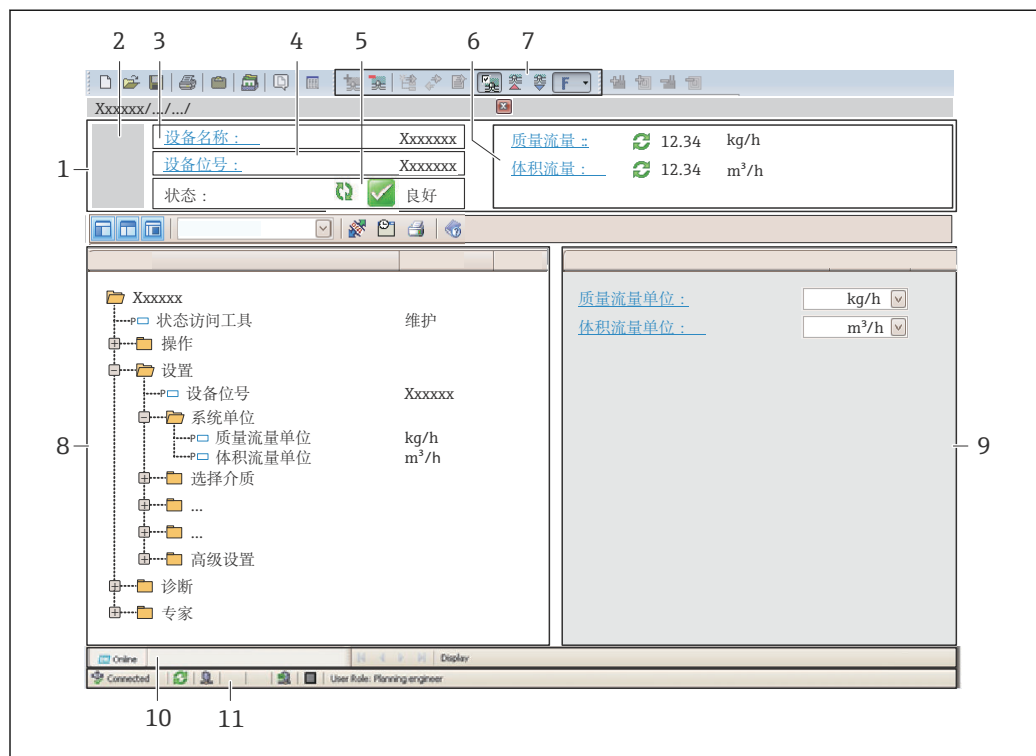 2 3 4 5 6 7
F
Xxxxxx/.../.../
1
设备名称： Xxxxxxx
设备位号： Xxxxxxx
状态： 良好
质量流量：: 12.34 kg/h
体积流量： 12.34 m³/h
Xxxxxx
P 状态访问工具 维护
操作
设置
P 设备位号 Xxxxxx
系统单位
P 质量流量单位 kg/h
P 体积流量单位 m³/h
选择介质
...
...
高级设置
诊断
专家
8
质量流量单位： kg/h
体积流量单位： m³/h
9
Online Display
Connected User Role: Planning engineer
10 11